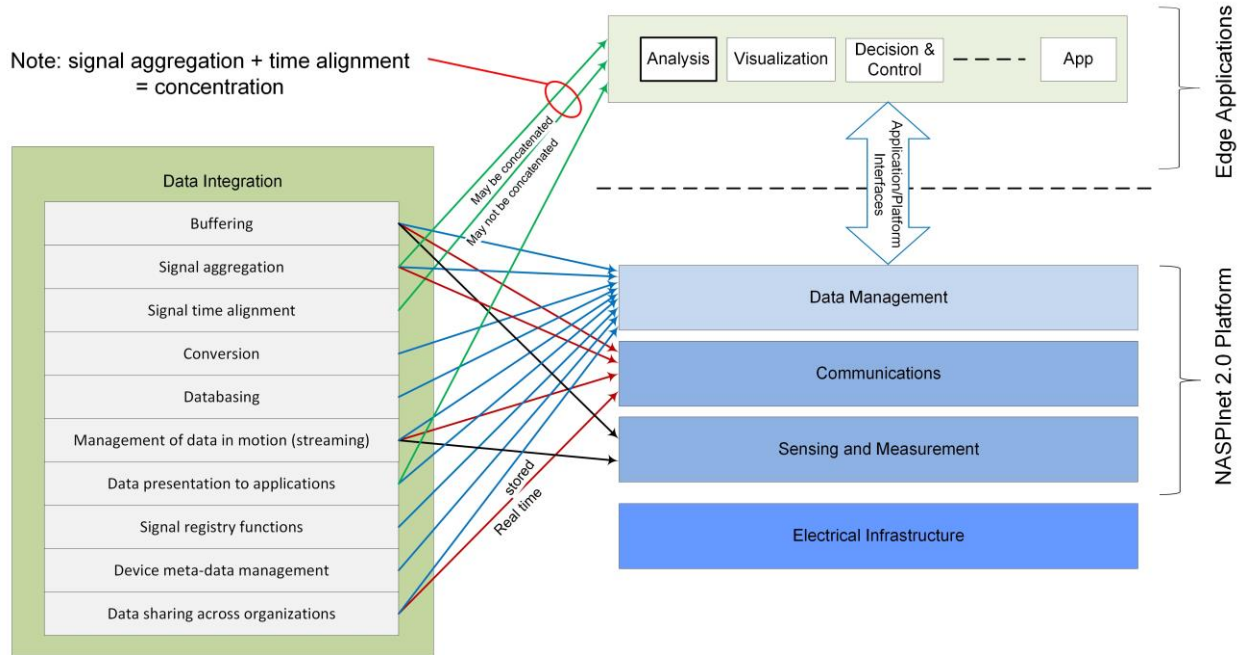 Note: signal aggregation + time alignment
= concentration
Data Integration
Buffering
Signal aggregation
Signal time alignment
Conversion
Databasing
Management of data in motion (streaming)
Data presentation to applications
Signal registry functions
Device meta-data management
Data sharing across organizations
May be concatenated
May not be concatenated
stored
Real time
Analysis
Visualization
Decision &
Control
App
Edge Applications
Application/Platform
Interfaces
Data Management
Communications
Sensing and Measurement
NASPInet 2.0 Platform
Electrical Infrastructure